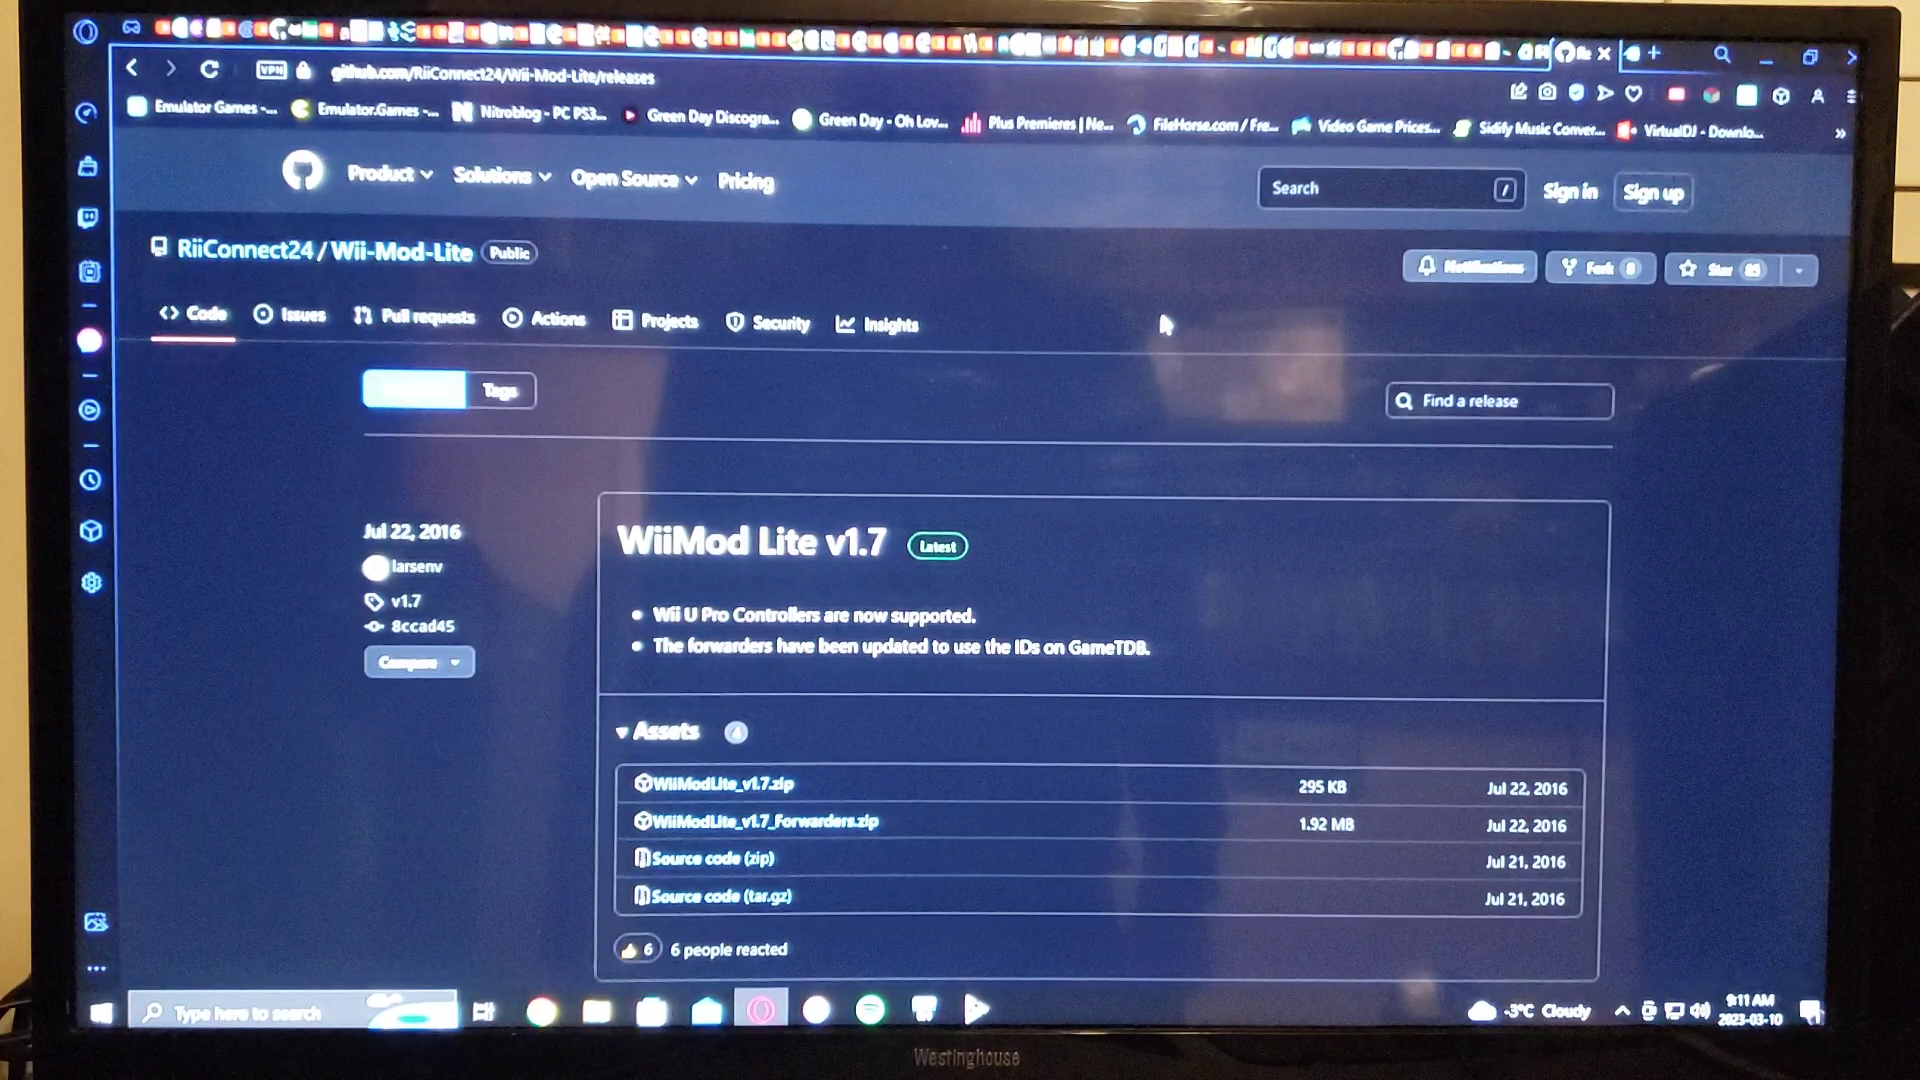 VPN github.com/RiiConnect24/Wii-Mod-Lite/releases
Emulator Games -... Emulator.Games -... Nitroblog - PC PS3... Green Day Discogra... Green Day - Oh Lov... Plus Premieres | Ne... FileHorse.com / Fre... Video Game Prices... Sidify Music Conver... VirtualDJ - Downlo... »
Product Solutions Open Source Pricing Search / Sign in Sign up
RiiConnect24 / Wii-Mod-Lite Public Notifications Fork 8 Star 85
<> Code Issues Pull requests Actions Projects Security Insights
Tags Find a release
Jul 22, 2016
larsenv
v1.7
8ccad45
Compare
WiiMod Lite v1.7 Latest
• Wii U Pro Controllers are now supported.
• The forwarders have been updated to use the IDs on GameTDB.
Assets 4
WiiModLite_v1.7.zip 295 KB Jul 22, 2016
WiiModLite_v1.7_Forwarders.zip 1.92 MB Jul 22, 2016
Source code (zip) Jul 21, 2016
Source code (tar.gz) Jul 21, 2016
6 6 people reacted
Type here to search -3°C Cloudy 9:11 AM
2023-03-10
Westinghouse